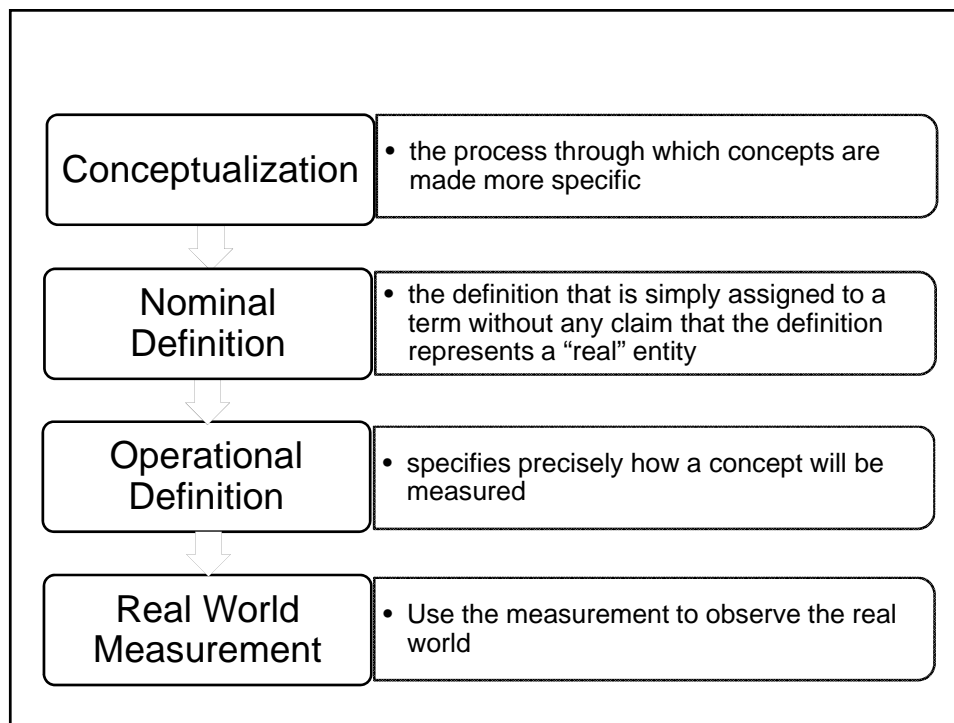 Conceptualization
• the process through which concepts are
made more specific
Nominal
Definition
• the definition that is simply assigned to a
term without any claim that the definition
represents a “real” entity
Operational
Definition
• specifies precisely how a concept will be
measured
Real World
Measurement
• Use the measurement to observe the real
world